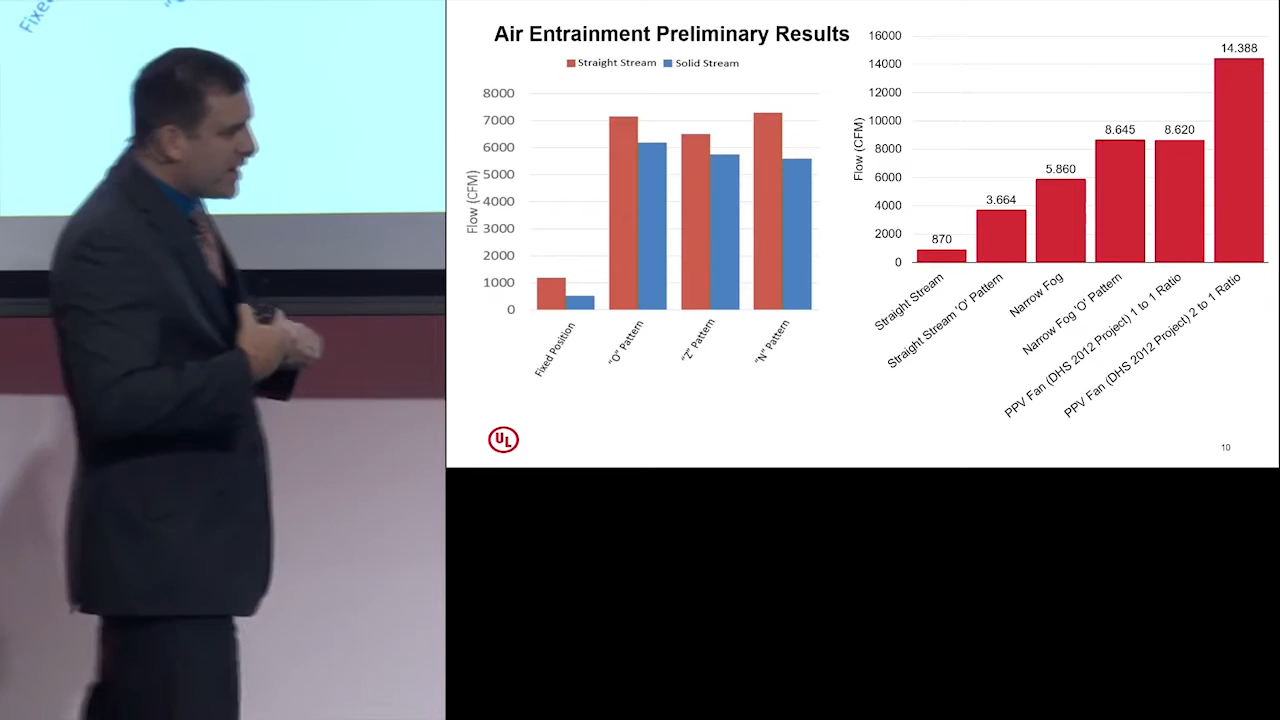 Fixed
Air Entrainment Preliminary Results
Straight Stream Solid Stream
8000
7000
6000
5000
4000
3000
2000
1000
0
Flow (CFM)
Fixed Position
"O" Pattern
"Z" Pattern
"N" Pattern
16000
14000
12000
10000
8000
6000
4000
2000
0
Flow (CFM)
870
3.664
5.860
8.645
8.620
14.388
Straight Stream
Straight Stream 'O' Pattern
Narrow Fog
Narrow Fog 'O' Pattern
PPV Fan (DHS 2012 Project) 1 to 1 Ratio
PPV Fan (DHS 2012 Project) 2 to 1 Ratio
UL
10